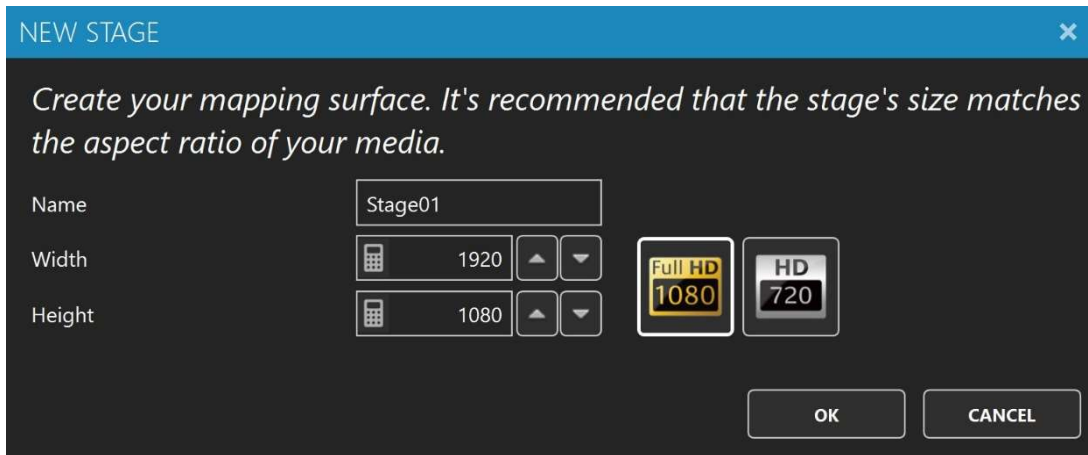 NEW STAGE
Create your mapping surface. It's recommended that the stage's size matches
the aspect ratio of your media.
Name
Stage01
Width
1920
Full HD
1080
HD
720
Height
1080
OK
CANCEL